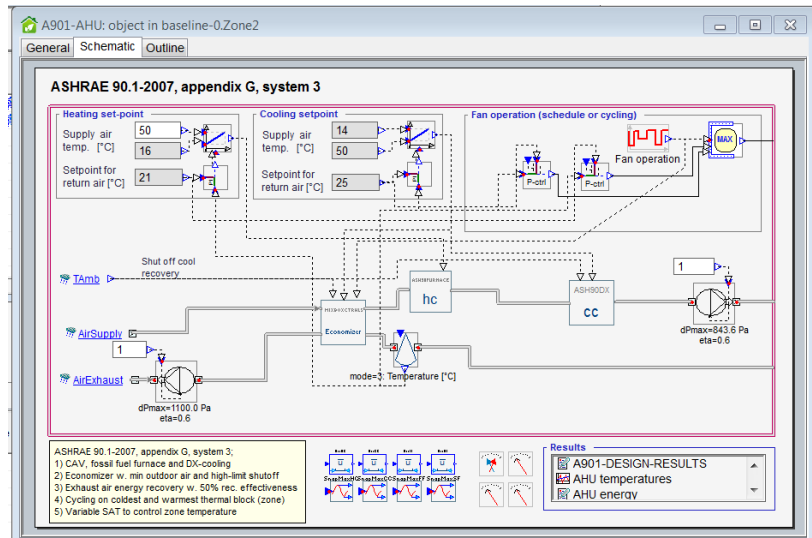 A901-AHU: object in baseline-0.Zone2
General Schematic Outline
ASHRAE 90.1-2007, appendix G, system 3
Heating set-point
Supply air temp. [°C]
50
16
Setpoint for return air [°C]
21
Cooling setpoint
Supply air temp. [°C]
14
50
Setpoint for return air [°C]
25
Fan operation (schedule or cycling)
Fan operation
MAX
P-ctrl
P-ctrl
Shut off cool
recovery
TAmb
AirSupply
AirExhaust
1
dPmax=1100.0 Pa
eta=0.6
Economizer
hc
ASH90DX
cc
mode=3: Temperature [°C]
1
dPmax=843.6 Pa
eta=0.6
ASHRAE 90.1-2007, appendix G, system 3;
1) CAV, fossil fuel furnace and DX-cooling
2) Economizer w. min outdoor air and high-limit shutoff
3) Exhaust air energy recovery w. 50% rec. effectiveness
4) Cycling on coldest and warmest thermal block (zone)
5) Variable SAT to control zone temperature
Results
A901-DESIGN-RESULTS
AHU temperatures
AHU energy